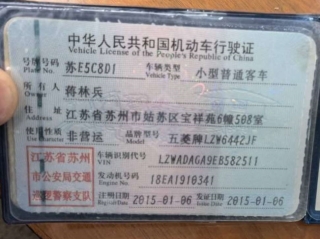 中华人民共和国机动车行驶证
Vehicle License of the People's Republic of China
号牌号码 苏E5C8D1 车辆类型 小型普通客车
Plate No. Vehicle Type
所有人 蒋林兵
Owner
住址 江苏省苏州市姑苏区宝祥苑6幢508室
Address
使用性质 非营运 品牌型号 五菱牌LZW6442JF
Use Character Model
江苏省苏州 车辆识别代号 LZWADAGA9EB582511
VIN
市公安局交通 发动机号码 18EA1910341
Engine No.
巡逻警察支队 注册日期 2015-01-06 发证日期 2015-01-06
Register Date Issue Date